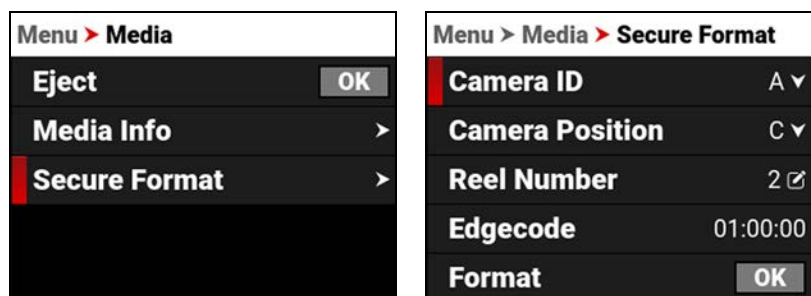 Menu > Media
Eject OK
Media Info >
Secure Format >
Menu > Media > Secure Format
Camera ID A
Camera Position C
Reel Number 2
Edgecode 01:00:00
Format OK